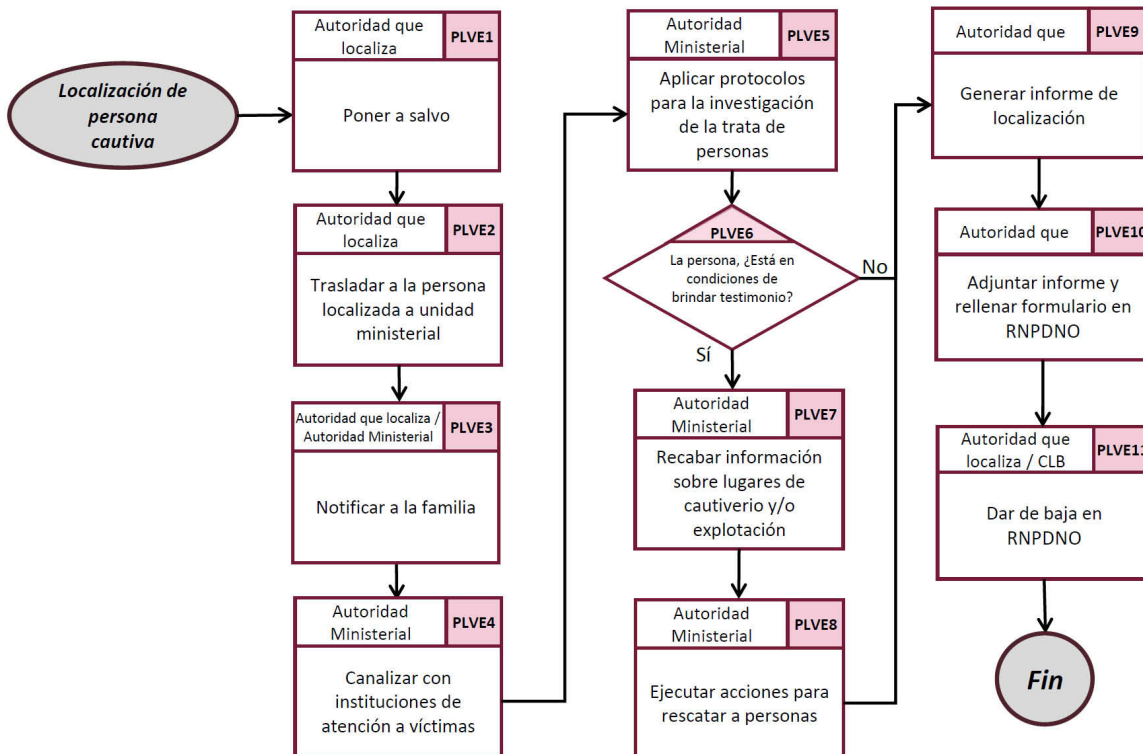 Localización de
persona
cautiva
Autoridad que
localiza
PLVE1
Poner a salvo
Autoridad que
localiza
PLVE2
Trasladar a la persona
localizada a unidad
ministerial
Autoridad que localiza /
Autoridad Ministerial
PLVE3
Notificar a la familia
Autoridad
Ministerial
PLVE4
Canalizar con
instituciones de
atención a víctimas
Autoridad
Ministerial
PLVE5
Aplicar protocolos
para la investigación
de la trata de
personas
PLVE6
La persona, ¿Está en
condiciones de
brindar testimonio?
No
Sí
Autoridad
Ministerial
PLVE7
Recabar información
sobre lugares de
cautiverio y/o
explotación
Autoridad
Ministerial
PLVE8
Ejecutar acciones para
rescatar a personas
Autoridad que
PLVE9
Generar informe de
localización
Autoridad que
PLVE10
Adjuntar informe y
rellenar formulario en
RNPDNO
Autoridad que
localiza / CLB
PLVE11
Dar de baja en
RNPDNO
Fin